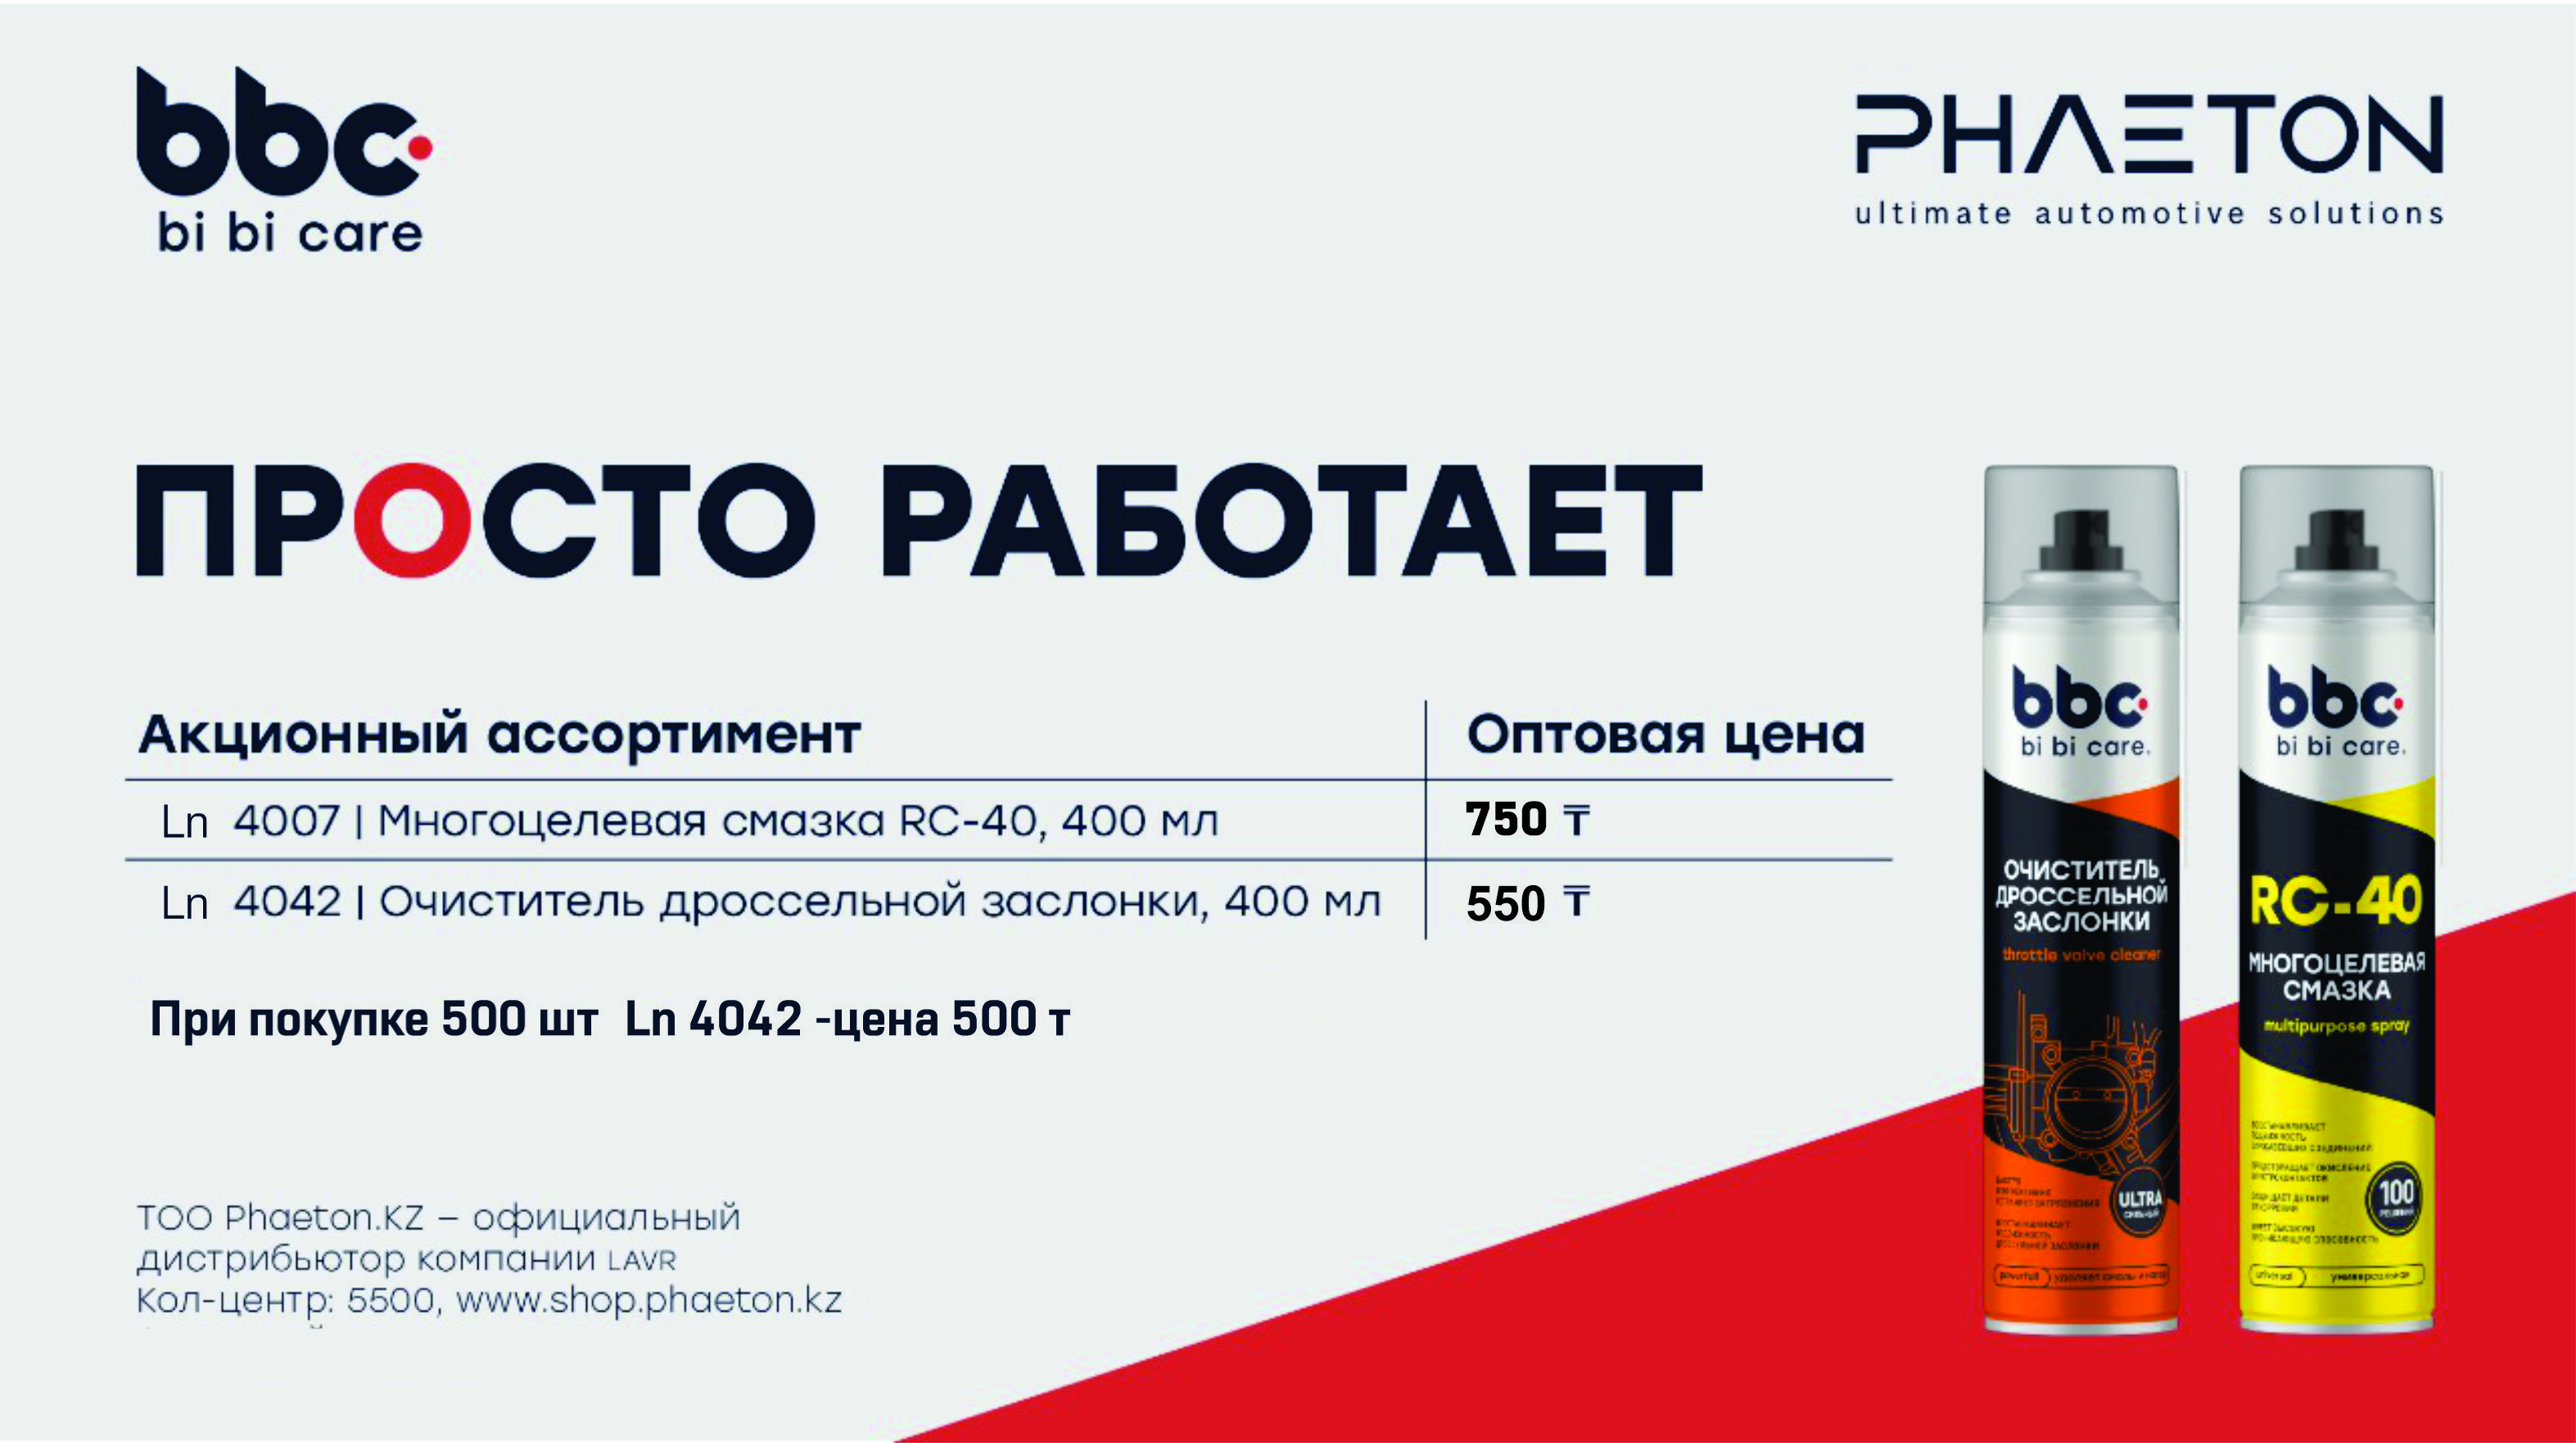 bbc
bi bi care
PHAETON
ultimate automotive solutions
ПРОСТО РАБОТАЕТ
Акционный ассортимент
Оптовая цена
Ln 4007 | Многоцелевая смазка RC-40, 400 мл
750 ₸
Ln 4042 | Очиститель дроссельной заслонки, 400 мл
550 ₸
При покупке 500 шт Ln 4042 -цена 500 т
ТОО Phaeton.KZ – официальный
дистрибьютор компании LAVR
Кол-центр: 5500, www.shop.phaeton.kz
bbc
bi bi care.
ОЧИСТИТЕЛЬ
ДРОССЕЛЬНОЙ
ЗАСЛОНКИ
throttle valve cleaner
ULTRA
powerfull
bbc
bi bi care.
RC-40
МНОГОЦЕЛЕВАЯ
СМАЗКА
multipurpose spray
100
universal
универсальная